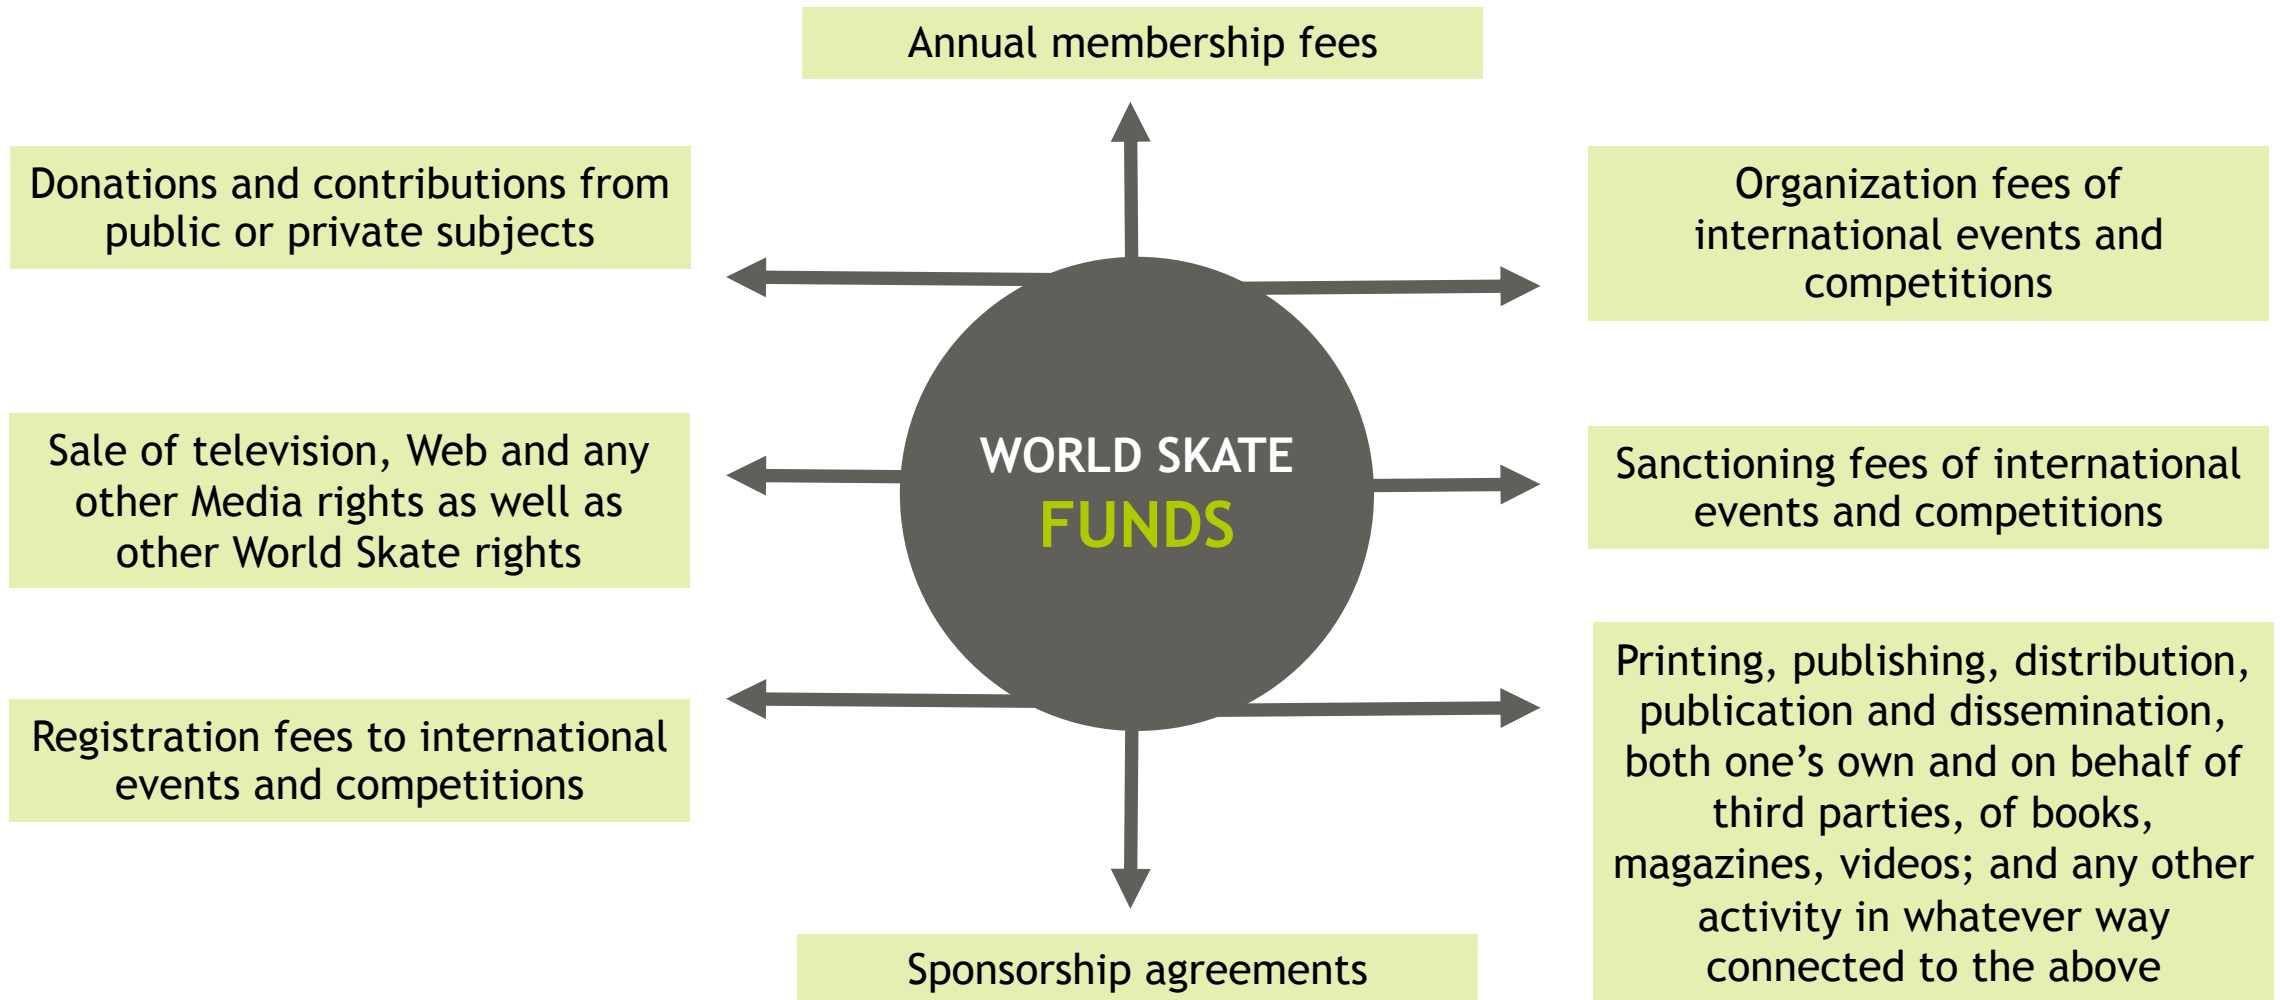 Annual membership fees
Donations and contributions from
public or private subjects
Organization fees of
international events and
competitions
Sale of television, Web and any
other Media rights as well as
other World Skate rights
WORLD SKATE
FUNDS
Sanctioning fees of international
events and competitions
Registration fees to international
events and competitions
Printing, publishing, distribution,
publication and dissemination,
both one’s own and on behalf of
third parties, of books,
magazines, videos; and any other
activity in whatever way
connected to the above
Sponsorship agreements